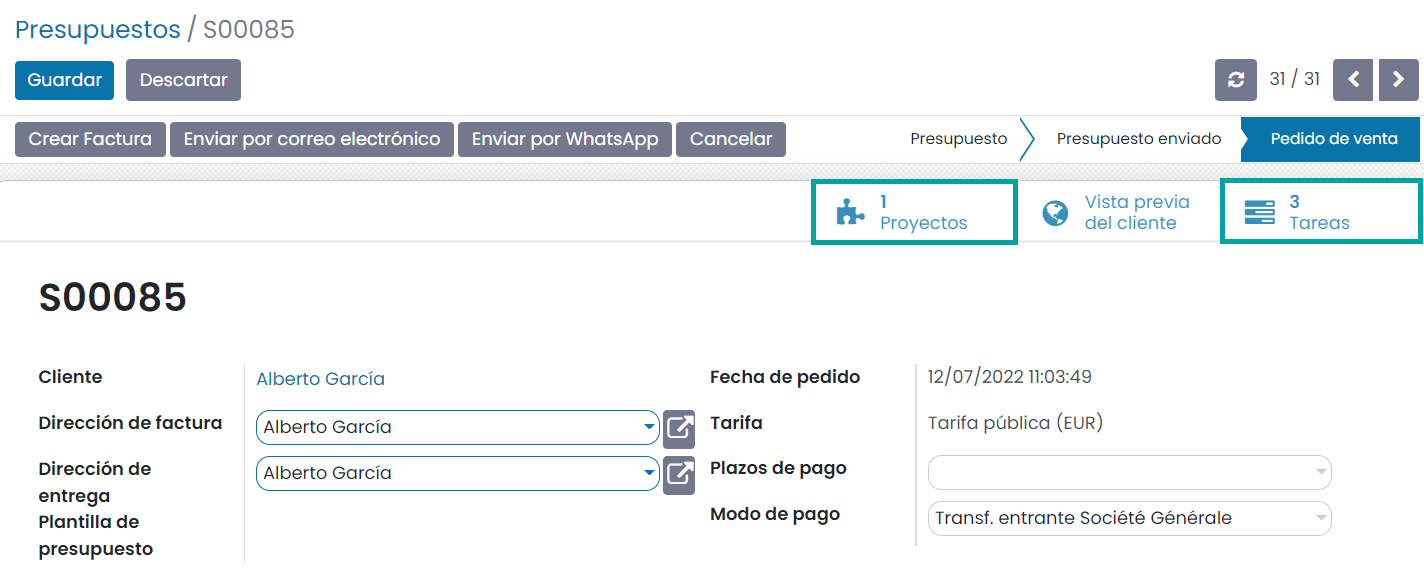 Presupuestos / S00085
Guardar Descartar 31 / 31
Crear Factura Enviar por correo electrónico Enviar por WhatsApp Cancelar Presupuesto Presupuesto enviado Pedido de venta
1
Proyectos
Vista previa
del cliente
3
Tareas
S00085
Cliente Alberto García
Dirección de factura Alberto García
Dirección de
entrega
Alberto García
Plantilla de
presupuesto
Fecha de pedido 12/07/2022 11:03:49
Tarifa Tarifa pública (EUR)
Plazos de pago
Modo de pago Transf. entrante Société Générale